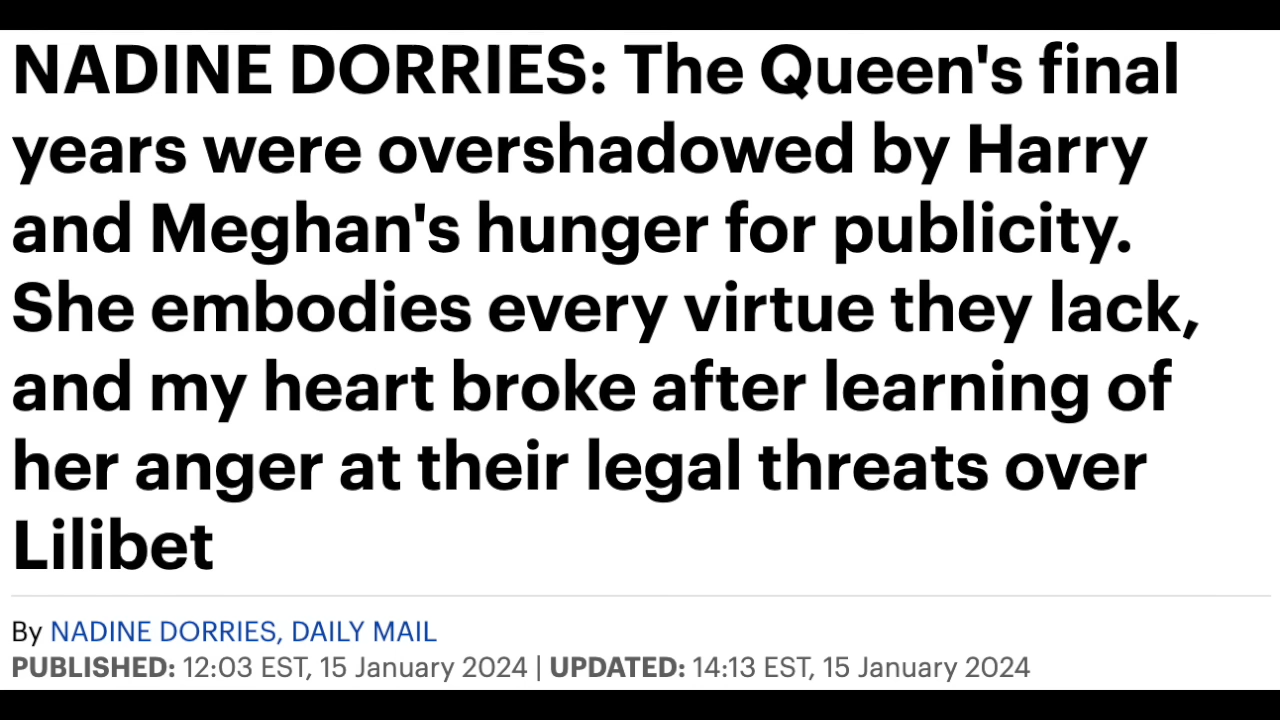 NADINE DORRIES: The Queen's final
years were overshadowed by Harry
and Meghan's hunger for publicity.
She embodies every virtue they lack,
and my heart broke after learning of
her anger at their legal threats over
Lilibet
By NADINE DORRIES, DAILY MAIL
PUBLISHED: 12:03 EST, 15 January 2024 | UPDATED: 14:13 EST, 15 January 2024